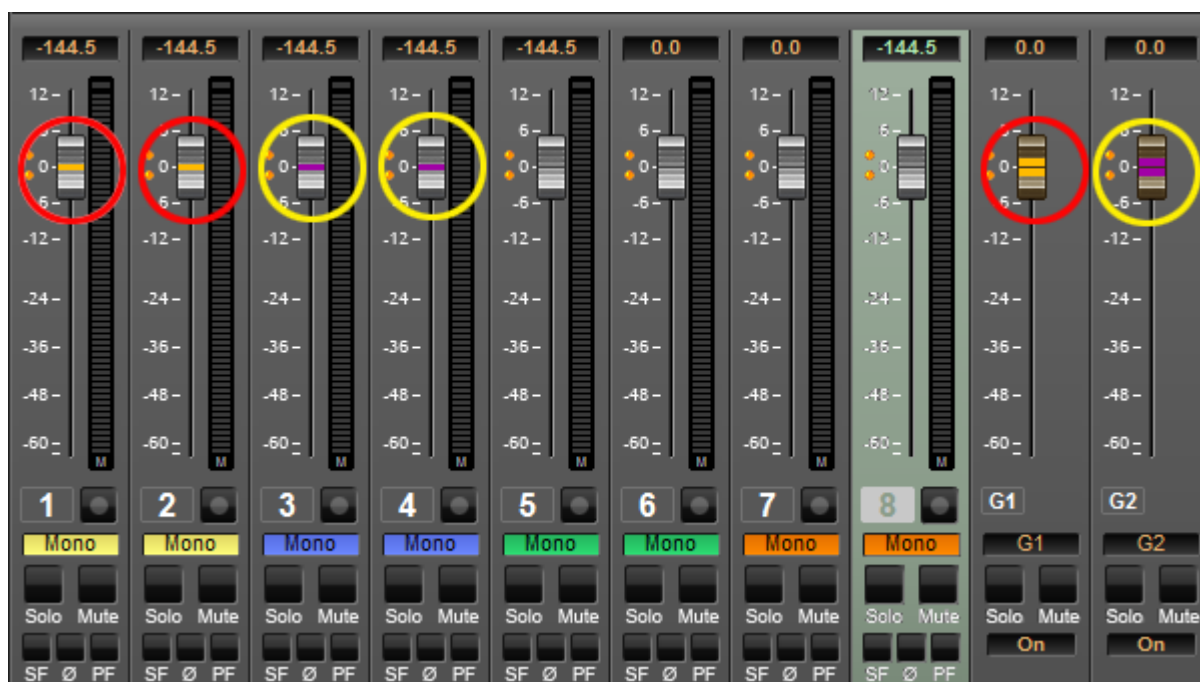 -144.5 -144.5 -144.5 -144.5 -144.5 0.0 0.0 -144.5 0.0 0.0
12 12 12 12 12 12 12 12 12 12
6 6 6 6 6 6 6 6 6 6
0 0 0 0 0 0 0 0 0 0
-6 -6 -6 -6 -6 -6 -6 -6 -6 -6
-12 -12 -12 -12 -12 -12 -12 -12 -12 -12
-24 -24 -24 -24 -24 -24 -24 -24 -24 -24
-36 -36 -36 -36 -36 -36 -36 -36 -36 -36
-48 -48 -48 -48 -48 -48 -48 -48 -48 -48
-60 -60 -60 -60 -60 -60 -60 -60 -60 -60
M M M M M M M M
1 2 3 4 5 6 7 8 G1 G2
Mono Mono Mono Mono Mono Mono Mono Mono G1 G2
Solo Mute Solo Mute Solo Mute Solo Mute Solo Mute Solo Mute Solo Mute Solo Mute Solo Mute Solo Mute
On On
SF Ø PF SF Ø PF SF Ø PF SF Ø PF SF Ø PF SF Ø PF SF Ø PF SF Ø PF